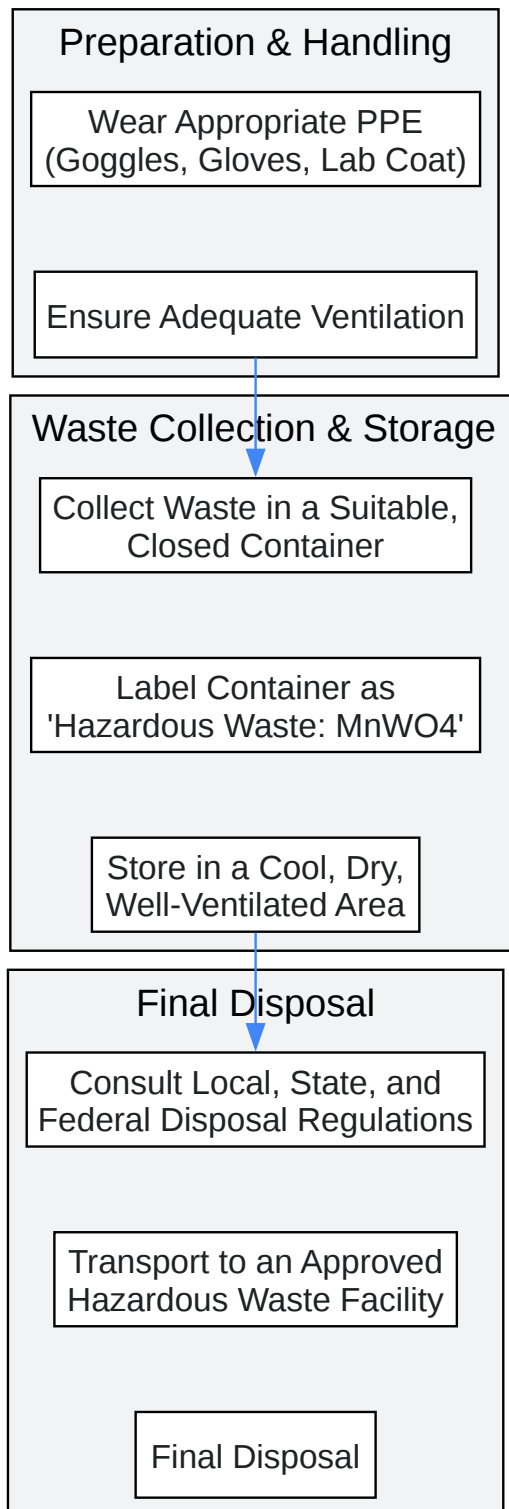 Preparation & Handling
Wear Appropriate PPE
(Goggles, Gloves, Lab Coat)
Ensure Adequate Ventilation
Waste Collection & Storage
Collect Waste in a Suitable,
Closed Container
Label Container as
'Hazardous Waste: MnWO4'
Store in a Cool, Dry,
Well-Ventilated Area
Final Disposal
Consult Local, State, and
Federal Disposal Regulations
Transport to an Approved
Hazardous Waste Facility
Final Disposal